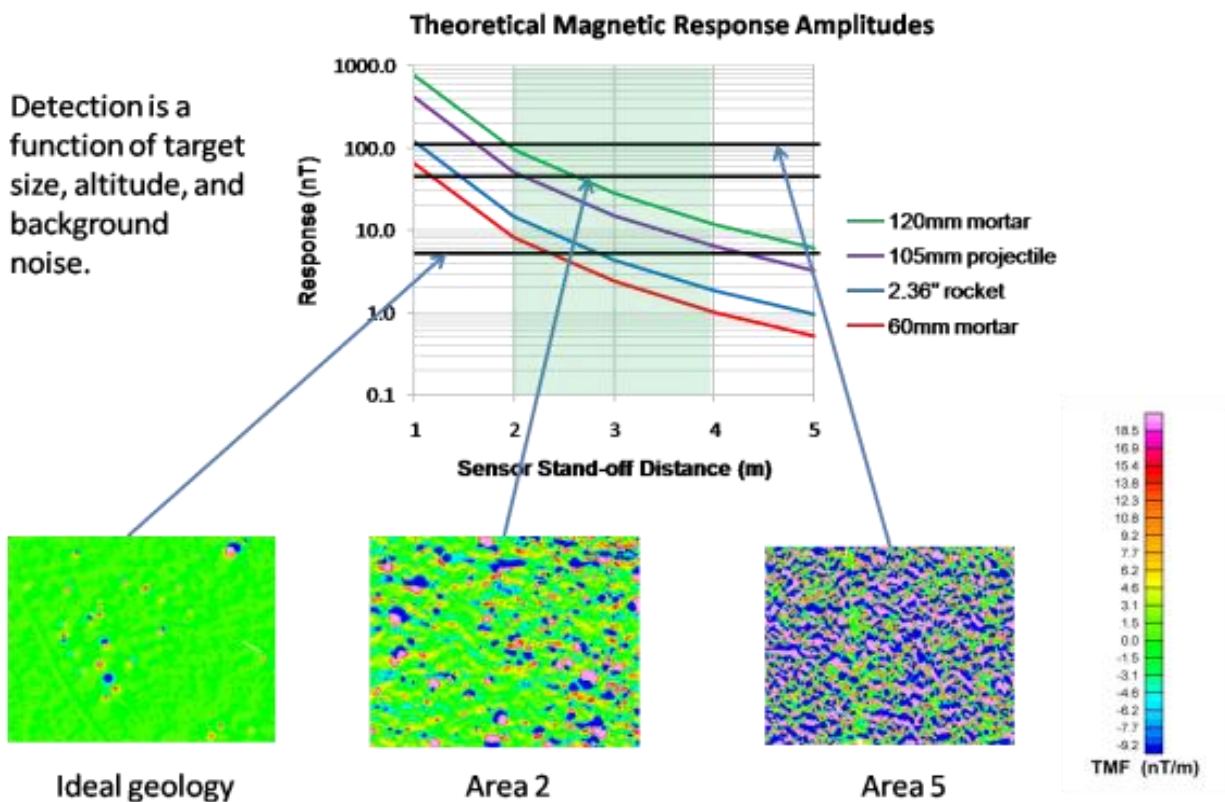 Theoretical Magnetic Response Amplitudes
Detection is a
function of target
size, altitude, and
background
noise.
Response (nT)
1000.0
100.0
10.0
1.0
0.1
1 2 3 4 5
Sensor Stand-off Distance (m)
120mm mortar
105mm projectile
2.36" rocket
60mm mortar
18.5
16.9
15.4
13.8
12.3
10.8
9.2
7.7
6.2
4.6
3.1
1.5
0.0
-1.5
-3.1
-4.6
-6.2
-7.7
-9.2
TMF (nT/m)
Ideal geology
Area 2
Area 5